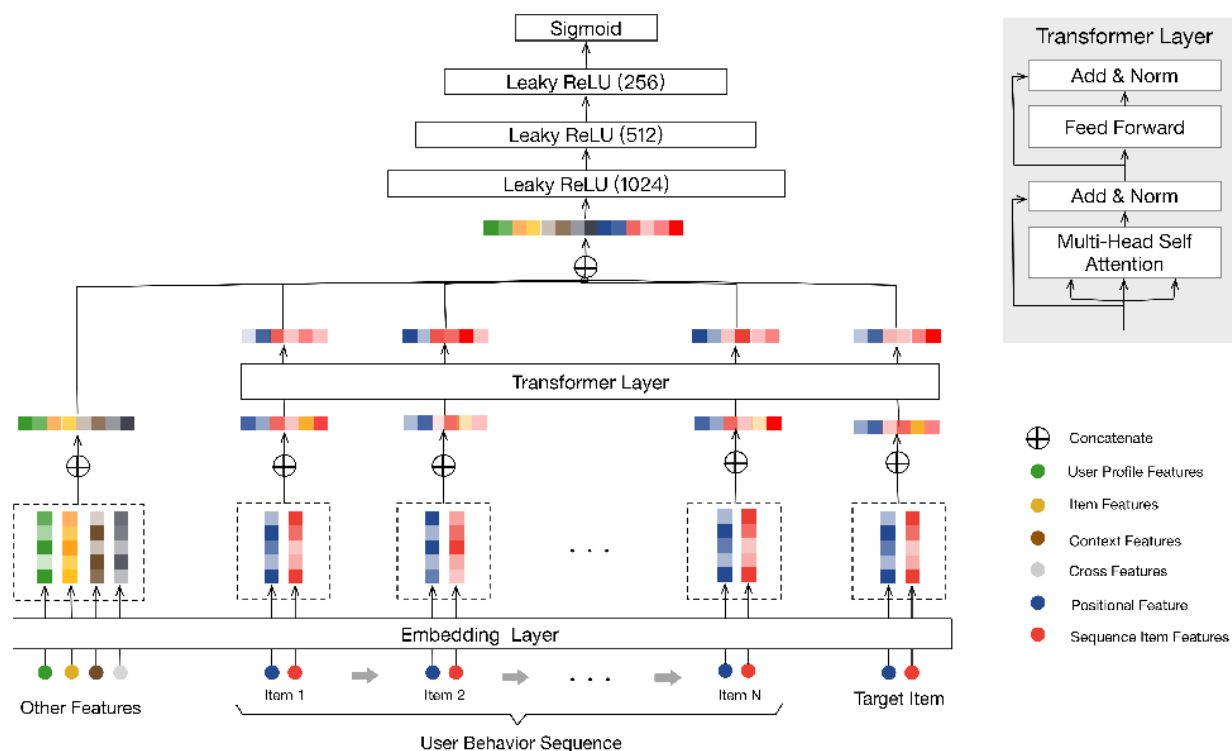 Sigmoid
Leaky ReLU (256)
Leaky ReLU (512)
Leaky ReLU (1024)
Transformer Layer
Embedding Layer
Item 1
Item 2
. . .
. . .
Item N
Other Features
Target Item
User Behavior Sequence
Transformer Layer
Add & Norm
Feed Forward
Add & Norm
Multi-Head Self
Attention
Concatenate
User Profile Features
Item Features
Context Features
Cross Features
Positional Feature
Sequence Item Features